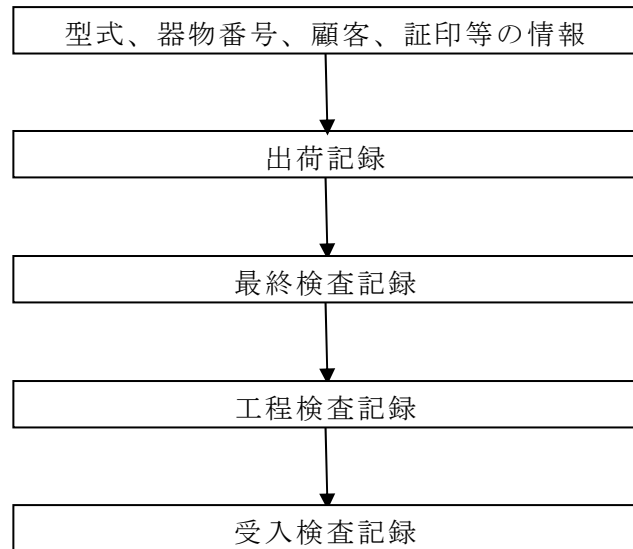 型式、器物番号、顧客、証印等の情報
出荷記録
最終検査記録
工程検査記録
受入検査記録